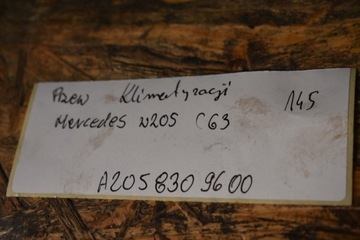 Przew Klimatyzacji 145
Mercedes W205 C63
A205 830 96 00